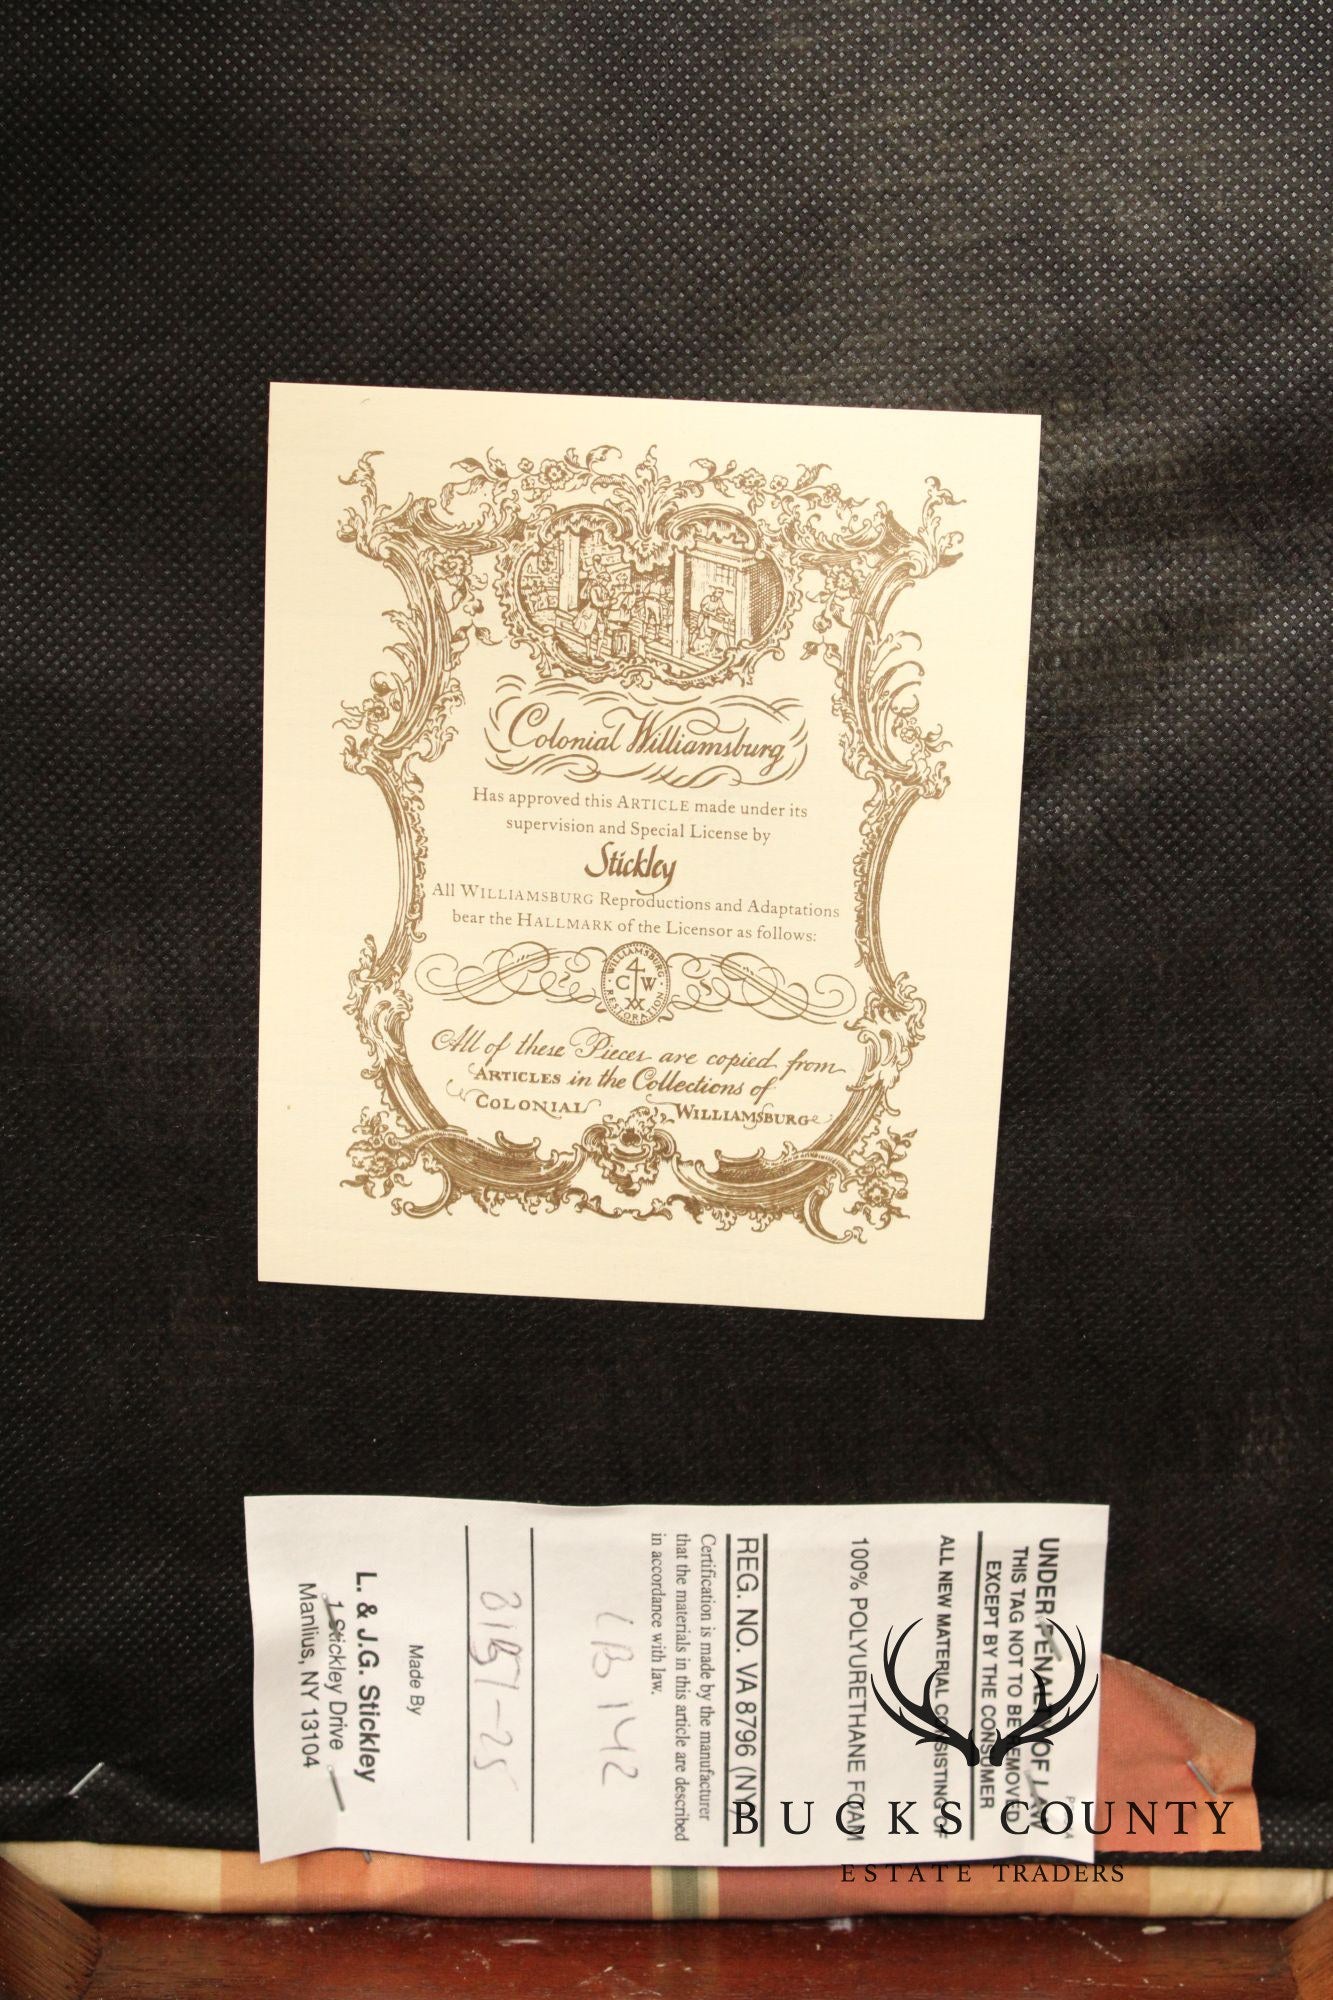 Colonial Williamsburg
Has approved this ARTICLE made under its
supervision and Special License by
Stickley
All WILLIAMSBURG Reproductions and Adaptations
bear the HALLMARK of the Licensor as follows:
WILLIAMSBURG
C W
RESTORATION
All of these Pieces are copied from
ARTICLES in the Collections of
COLONIAL WILLIAMSBURG
UNDER PENALTY OF LAW
THIS TAG NOT TO BE REMOVED
EXCEPT BY THE CONSUMER
ALL NEW MATERIAL CONSISTING OF
100% POLYURETHANE FOAM
REG. NO. VA 8796 (NY)
Certification is made by the manufacturer
that the materials in this article are described
in accordance with law.
Made By
L. & J.G. Stickley
1 Stickley Drive
Manlius, NY 13104
BUCKS COUNTY
ESTATE TRADERS